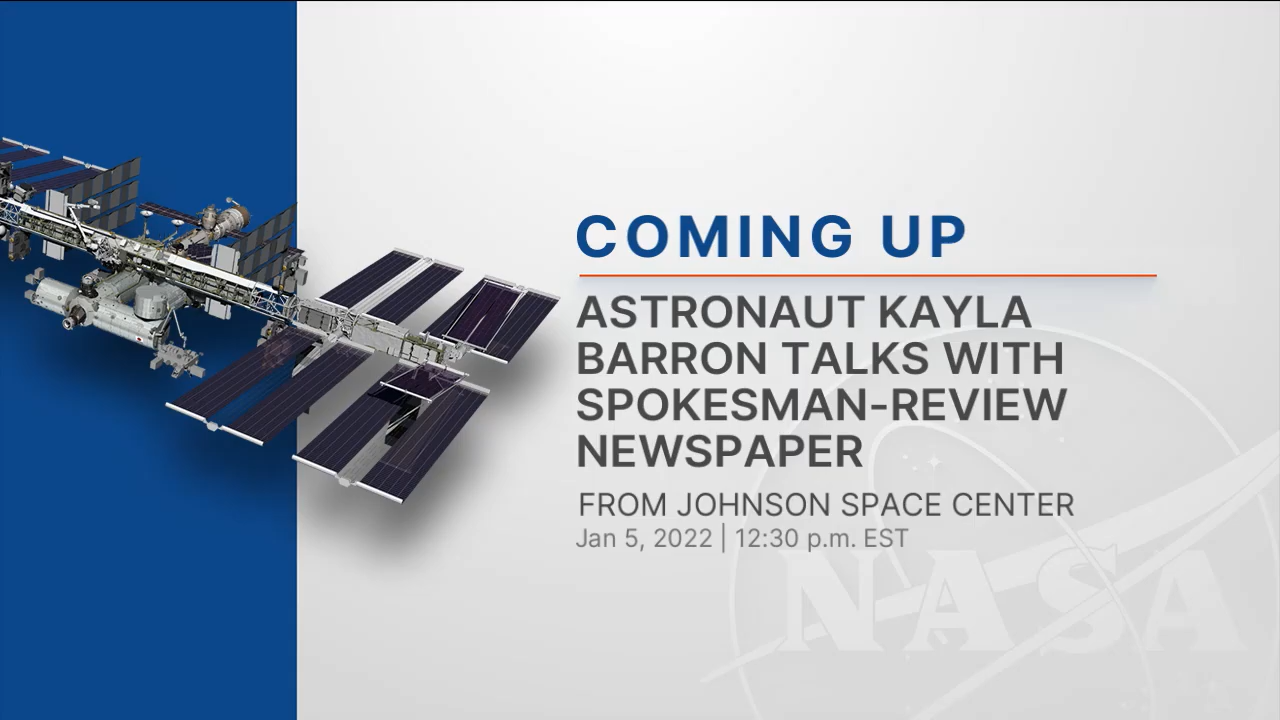 COMING UP
ASTRONAUT KAYLA
BARRON TALKS WITH
SPOKESMAN-REVIEW
NEWSPAPER
FROM JOHNSON SPACE CENTER
Jan 5, 2022 | 12:30 p.m. EST
NASA